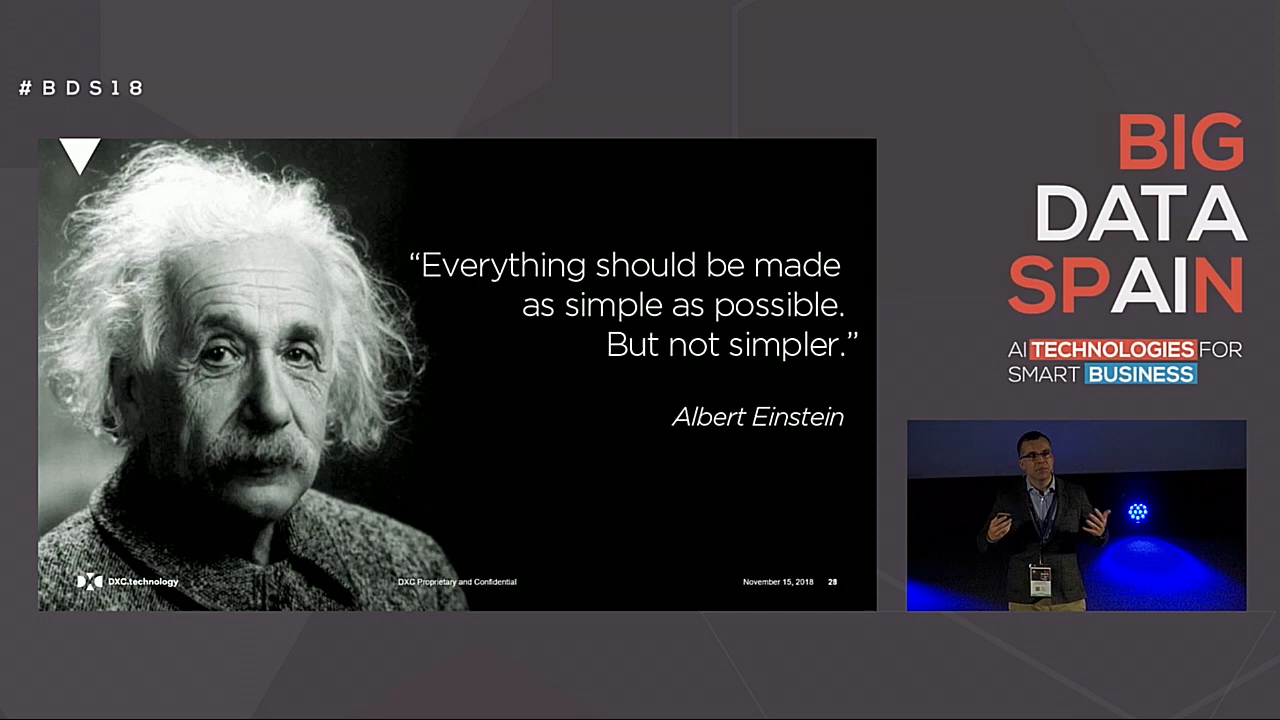 #BDS18
“Everything should be made
as simple as possible.
But not simpler.”
Albert Einstein
DXC.technology
DXC Proprietary and Confidential
November 15, 2018 28
BIG
DATA
SPAIN
AI TECHNOLOGIES FOR
SMART BUSINESS